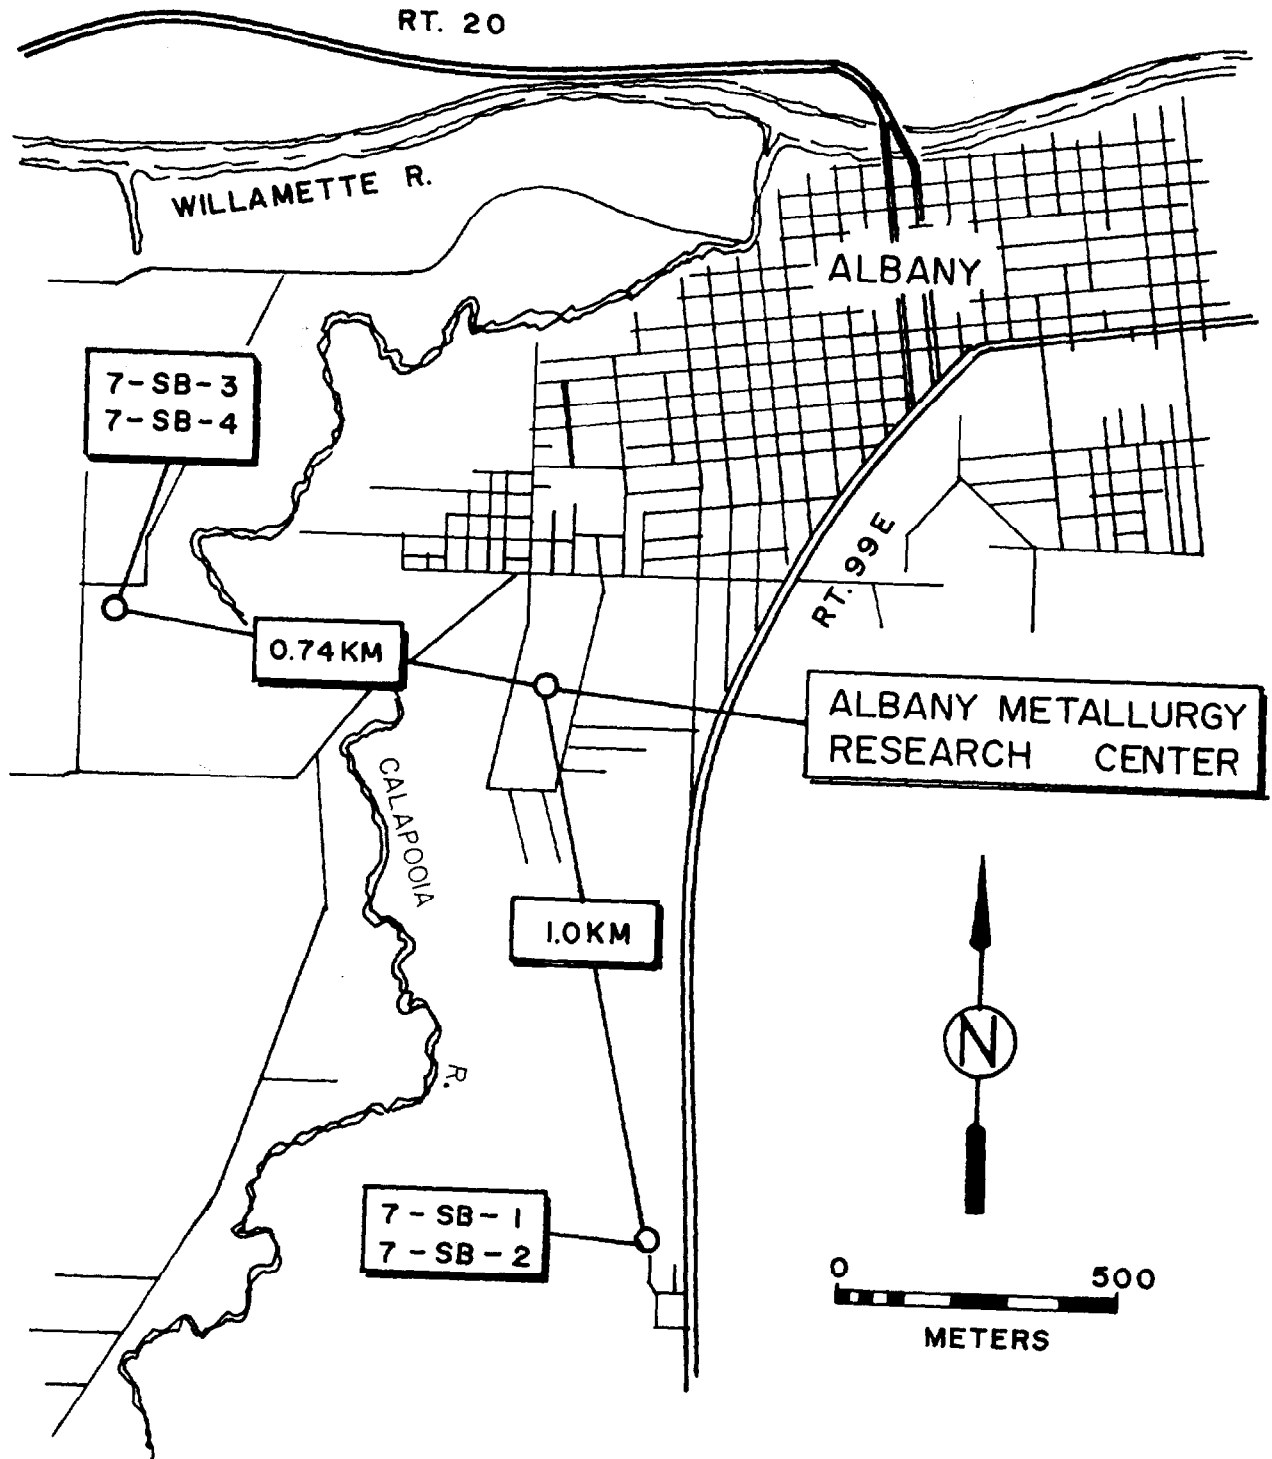 RT. 20
WILLAMETTE R.
ALBANY
7-SB-3
7-SB-4
RT. 99E
0.74KM
ALBANY METALLURGY
RESEARCH CENTER
CALAPOOIA
R.
1.0KM
N
7-SB-1
7-SB-2
0 500
METERS